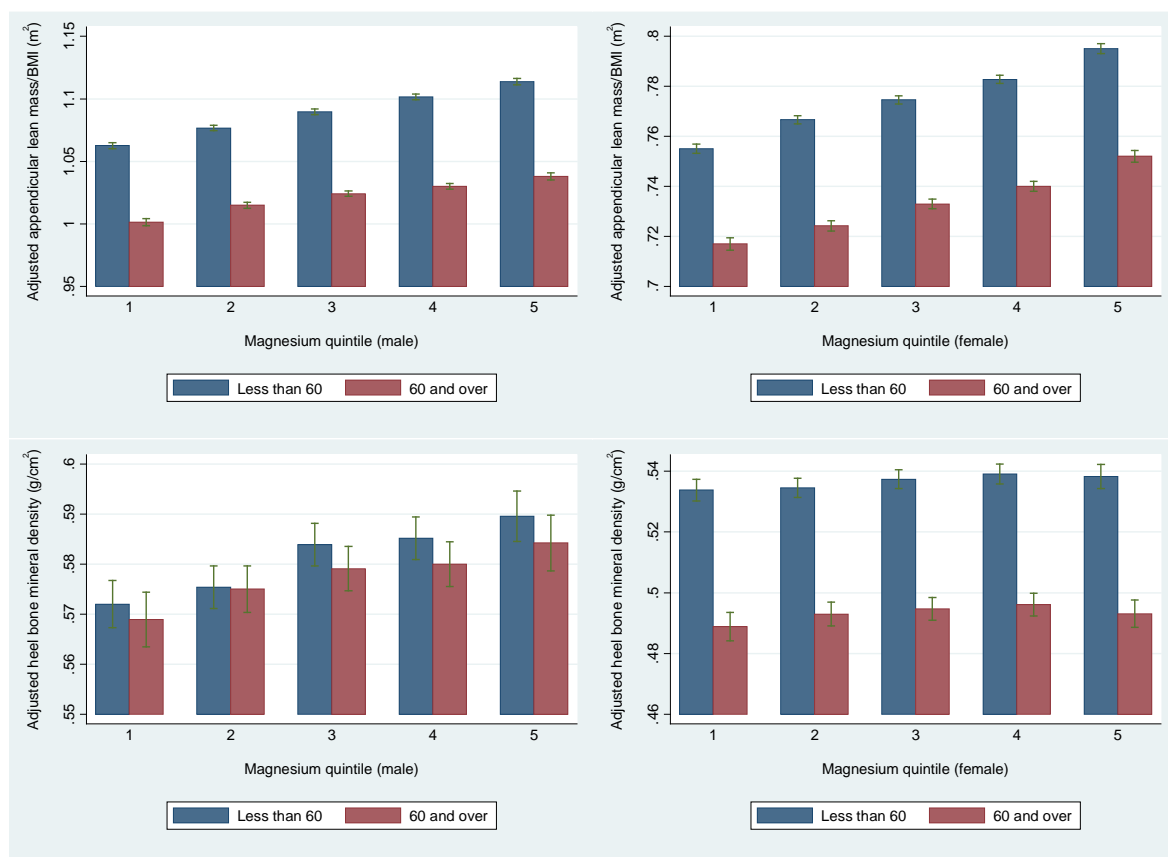 Adjusted appendicular lean mass/BMI (m²)
1.15
1.1
1.05
1
.95
1 2 3 4 5
Magnesium quintile (male)
Less than 60 60 and over
Adjusted appendicular lean mass/BMI (m²)
.8
.78
.76
.74
.72
.7
1 2 3 4 5
Magnesium quintile (female)
Less than 60 60 and over
Adjusted heel bone mineral density (g/cm²)
.6
.59
.58
.57
.56
.55
1 2 3 4 5
Magnesium quintile (male)
Less than 60 60 and over
Adjusted heel bone mineral density (g/cm²)
.54
.52
.5
.48
.46
1 2 3 4 5
Magnesium quintile (female)
Less than 60 60 and over